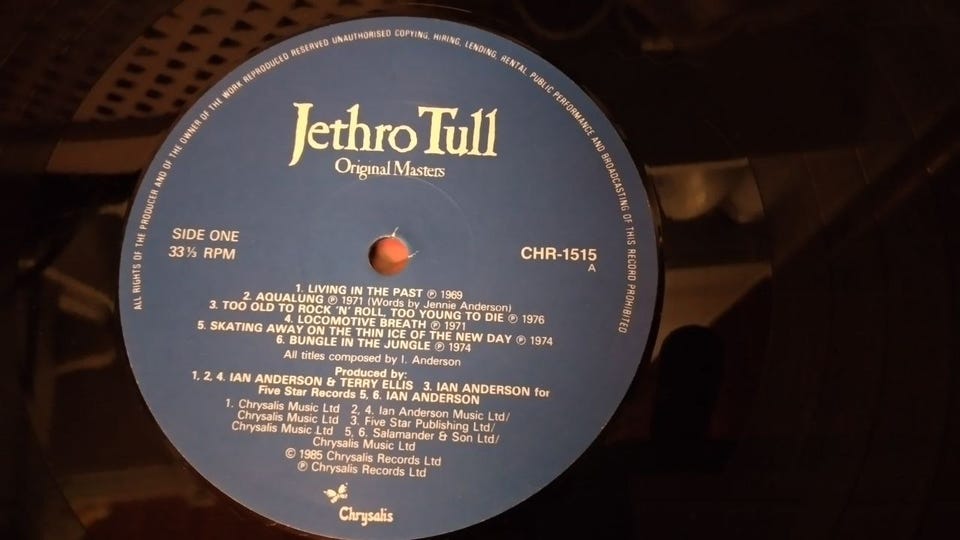 ALL RIGHTS OF THE PRODUCER AND OF THE OWNER OF THE WORK REPRODUCED RESERVED UNAUTHORISED COPYING, HIRING, LENDING, RENTAL PUBLIC PERFORMANCE AND BROADCASTING OF THIS RECORD PROHIBITED
Jethro Tull
Original Masters
SIDE ONE
33⅓ RPM
CHR-1515
A
1. LIVING IN THE PAST ℗ 1969
2. AQUALUNG ℗ 1971 (Words by Jennie Anderson)
3. TOO OLD TO ROCK 'N' ROLL, TOO YOUNG TO DIE ℗ 1976
4. LOCOMOTIVE BREATH ℗ 1971
5. SKATING AWAY ON THE THIN ICE OF THE NEW DAY ℗ 1974
6. BUNGLE IN THE JUNGLE ℗ 1974
All titles composed by I. Anderson
Produced by:
1, 2, 4. IAN ANDERSON & TERRY ELLIS 3. IAN ANDERSON for
Five Star Records 5, 6. IAN ANDERSON
1. Chrysalis Music Ltd 2, 4. Ian Anderson Music Ltd/
Chrysalis Music Ltd 3. Five Star Publishing Ltd/
Chrysalis Music Ltd 5, 6. Salamander & Son Ltd/
Chrysalis Music Ltd
© 1985 Chrysalis Records Ltd
℗ Chrysalis Records Ltd
Chrysalis